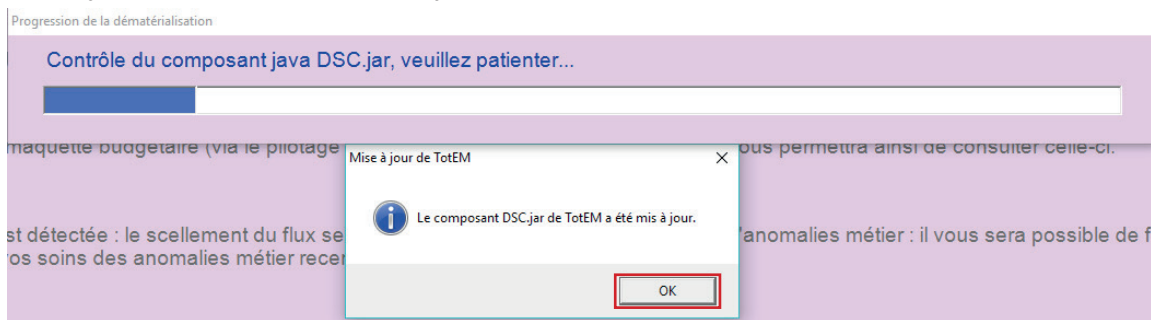 Progression de la dématérialisation
Contrôle du composant java DSC.jar, veuillez patienter...
maquette budgétaire (via le pilotage
ous permettra ainsi de consulter celle-ci.
Mise à jour de TotEM
Le composant DSC.jar de TotEM a été mis à jour.
st détectée : le scellement du flux se
'anomalies métier : il vous sera possible de f
os soins des anomalies métier recer
OK